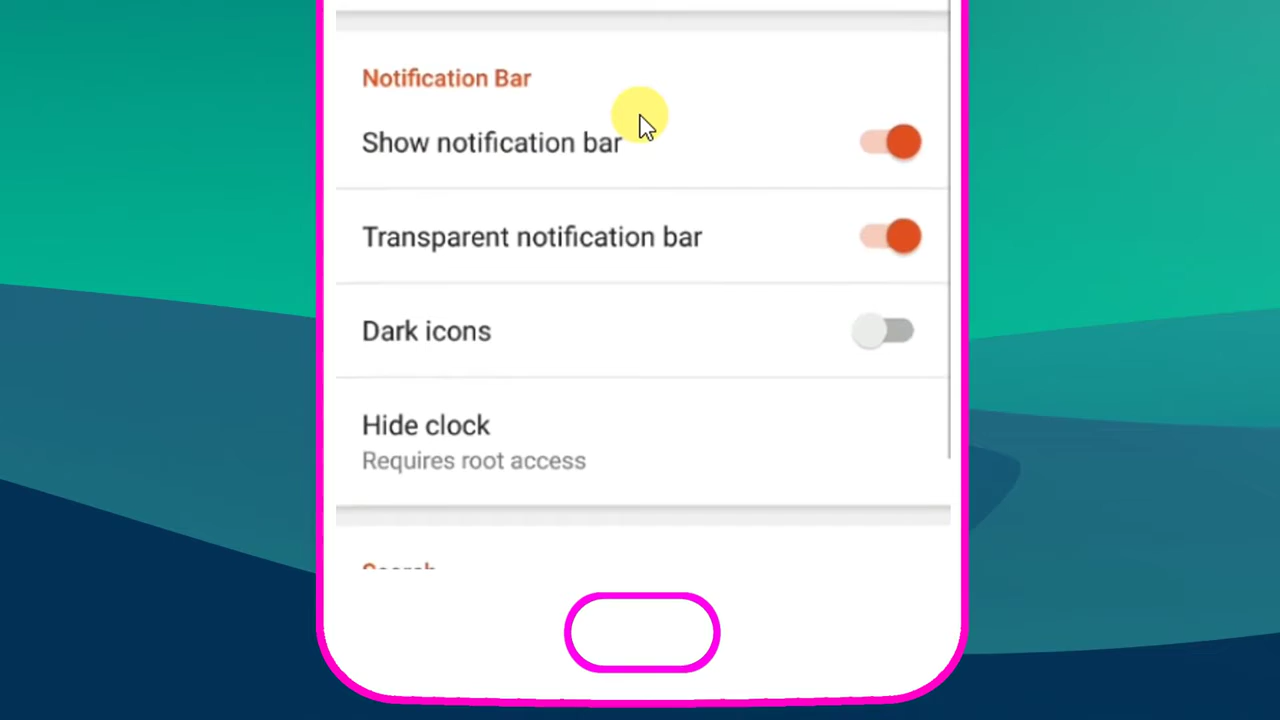 Notification Bar
Show notification bar
Transparent notification bar
Dark icons
Hide clock
Requires root access